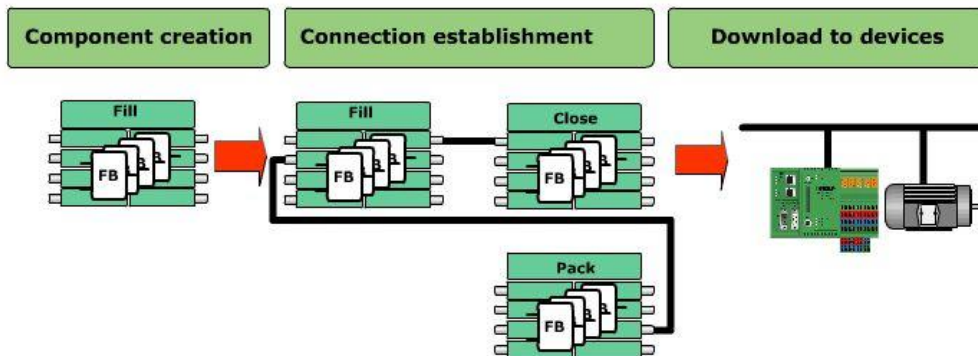 Component creation
Connection establishment
Download to devices
Fill
FB
Fill
FB
Close
FB
Pack
FB